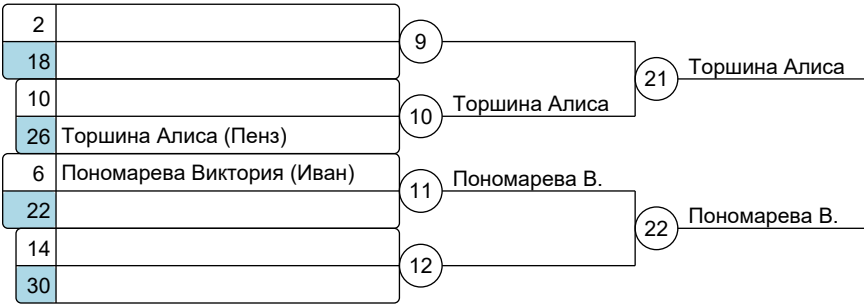 2
9
18
21 Торшина Алиса
10
10 Торшина Алиса
26 Торшина Алиса (Пенз)
6 Пономарева Виктория (Иван)
11 Пономарева В.
22
22 Пономарева В.
14
12
30